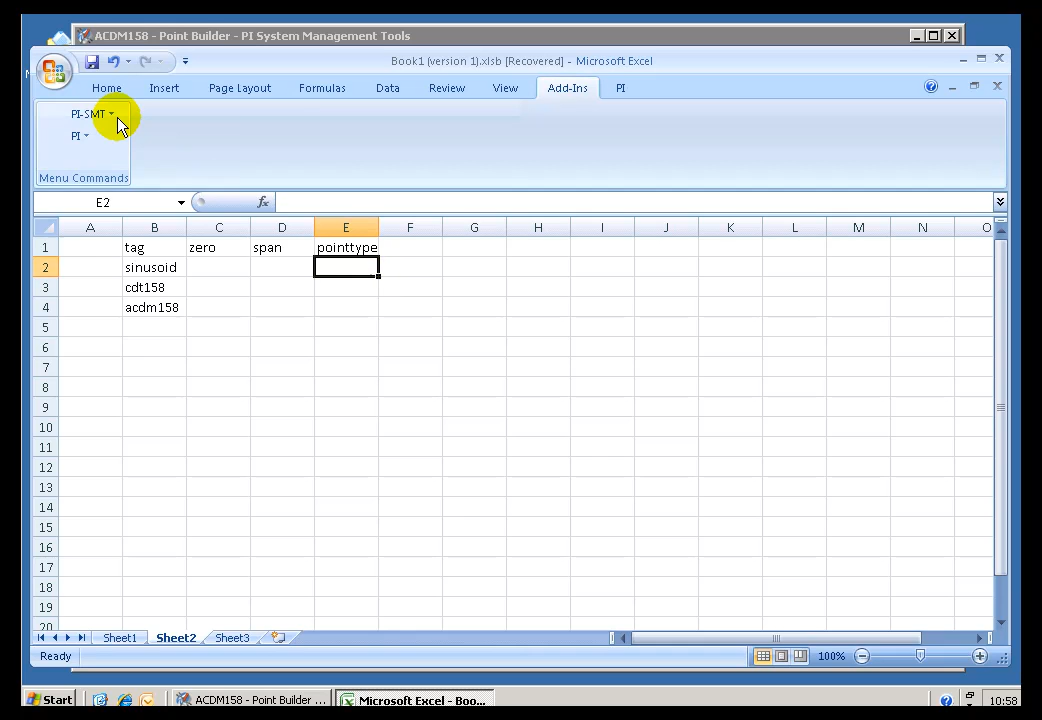 ACDM158 - Point Builder - PI System Management Tools
Book1 (version 1).xlsb [Recovered] - Microsoft Excel
Home Insert Page Layout Formulas Data Review View Add-Ins PI
PI-SMT
PI
Menu Commands
E2 fx
A B C D E F G H I J K L M N O
1 tag zero span pointtype
2 sinusoid
3 cdt158
4 acdm158
5
6
7
8
9
10
11
12
13
14
15
16
17
18
19
20
Sheet1 Sheet2 Sheet3
Ready 100%
Start ACDM158 - Point Builder ... Microsoft Excel - Boo... 10:58